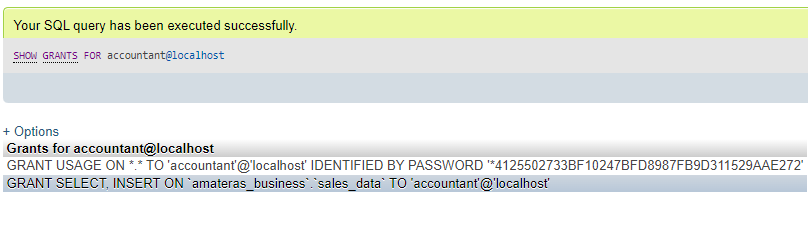 Your SQL query has been executed successfully.
SHOW GRANTS FOR accountant@localhost
+ Options
Grants for accountant@localhost
GRANT USAGE ON *.* TO 'accountant'@'localhost' IDENTIFIED BY PASSWORD '*4125502733BF10247BFD8987FB9D311529AAE272'
GRANT SELECT, INSERT ON `amateras_business`.`sales_data` TO 'accountant'@'localhost'